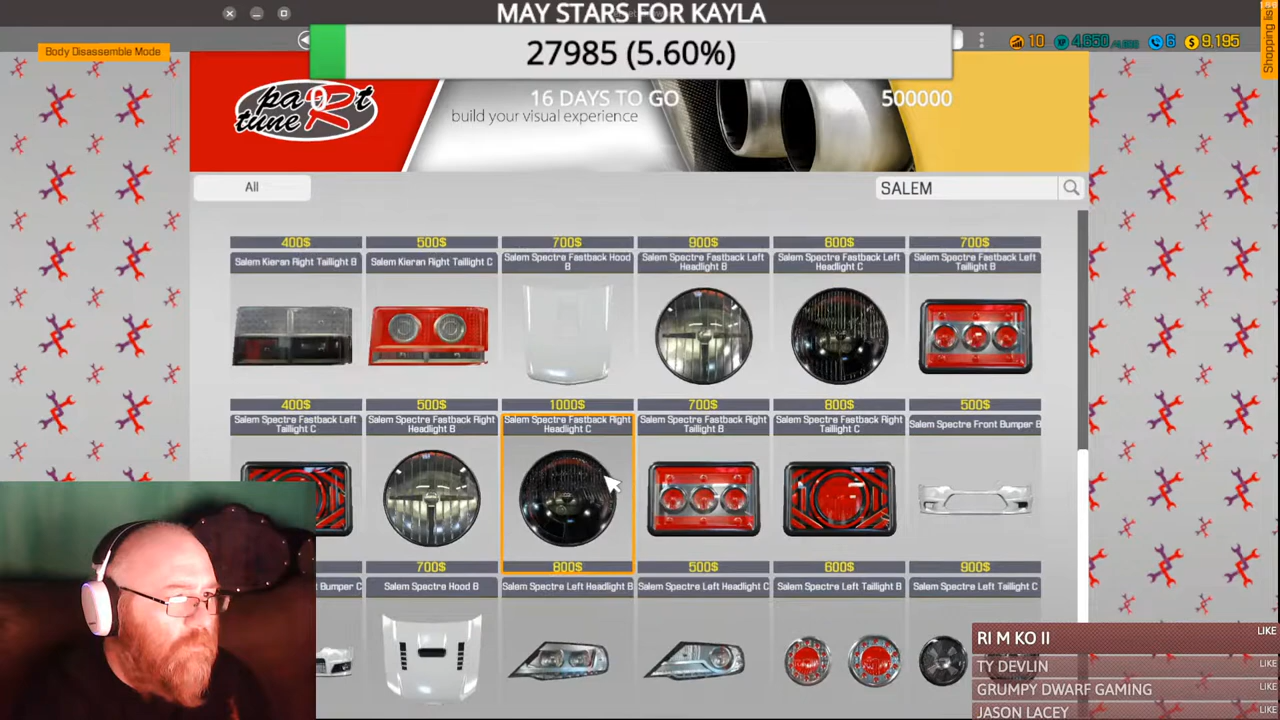 MAY STARS FOR KAYLA
27985 (5.60%)
16 DAYS TO GO
500000
Body Disassemble Mode
10
6
9,195
Shopping list
part
tune
build your visual experience
All
SALEM
400$
500$
700$
900$
600$
700$
Salem Kieran Right Taillight B
Salem Kieran Right Taillight C
Salem Spectre Fastback Hood B
Salem Spectre Fastback Left Headlight B
Salem Spectre Fastback Left Headlight C
Salem Spectre Fastback Left Taillight B
400$
500$
1000$
700$
800$
500$
Salem Spectre Fastback Left Taillight C
Salem Spectre Fastback Right Headlight B
Salem Spectre Fastback Right Headlight C
Salem Spectre Fastback Right Taillight B
Salem Spectre Fastback Right Taillight C
Salem Spectre Front Bumper B
700$
800$
500$
600$
900$
Bumper C
Salem Spectre Hood B
Salem Spectre Left Headlight B
Salem Spectre Left Headlight C
Salem Spectre Left Taillight B
Salem Spectre Left Taillight C
RI M KO II
LIKE
TY DEVLIN
LIKE
GRUMPY DWARF GAMING
LIKE
JASON LACEY
LIKE